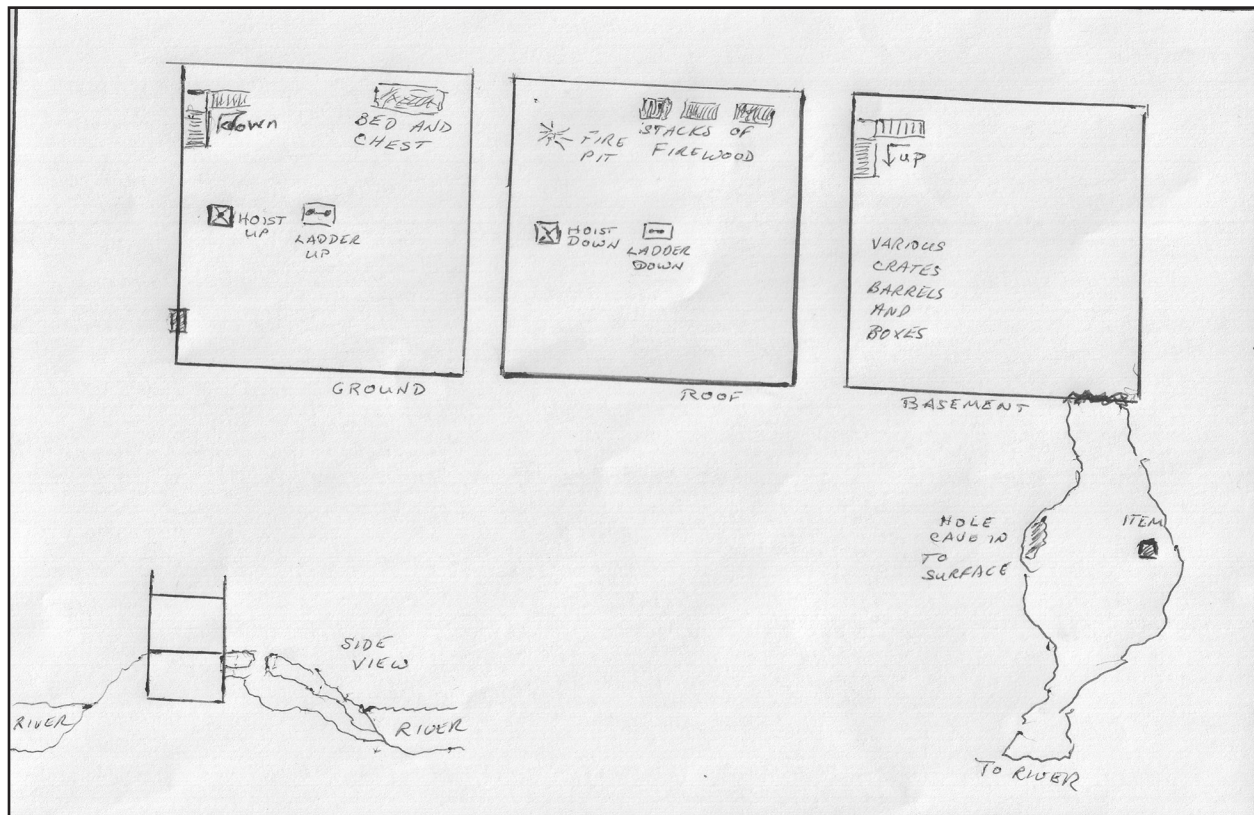 DOWN
BED AND
CHEST
HOIST
UP
LADDER
UP
GROUND
FIRE
PIT
STACKS OF
FIREWOOD
HOIST
DOWN
LADDER
DOWN
ROOF
UP
VARIOUS
CRATES
BARRELS
AND
BOXES
BASEMENT
HOLE
CAVE IN
TO
SURFACE
ITEM
TO RIVER
SIDE
VIEW
RIVER
RIVER